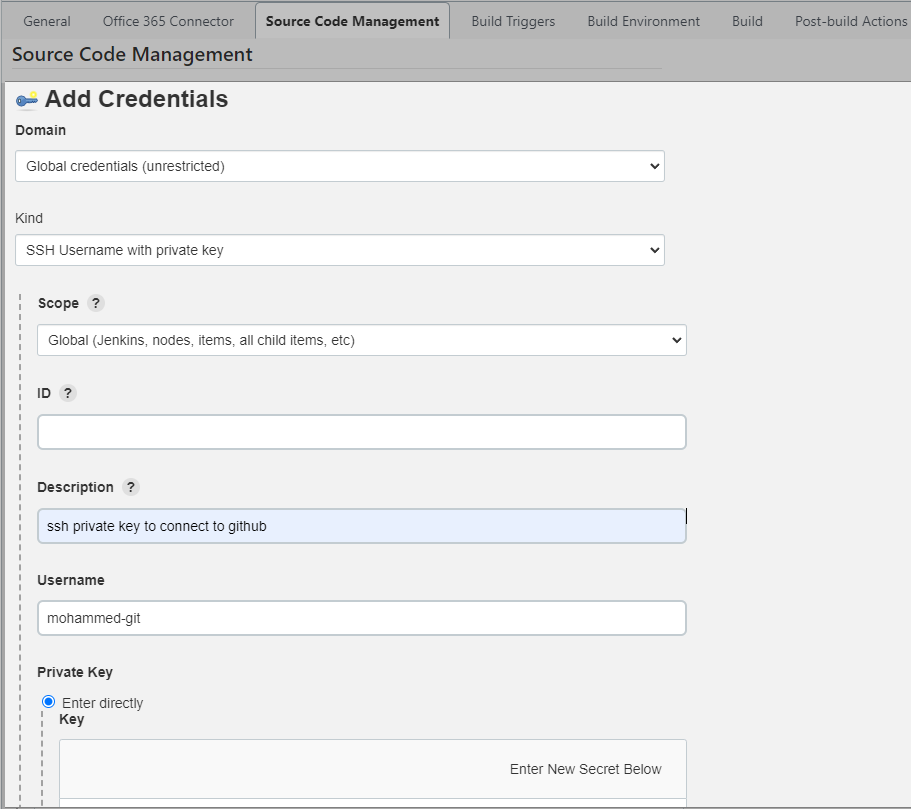 General Office 365 Connector Source Code Management Build Triggers Build Environment Build Post-build Actions
Source Code Management
Add Credentials
Domain
Global credentials (unrestricted)
Kind
SSH Username with private key
Scope ?
Global (Jenkins, nodes, items, all child items, etc)
ID ?
Description ?
ssh private key to connect to github
Username
mohammed-git
Private Key
Enter directly
Key
Enter New Secret Below